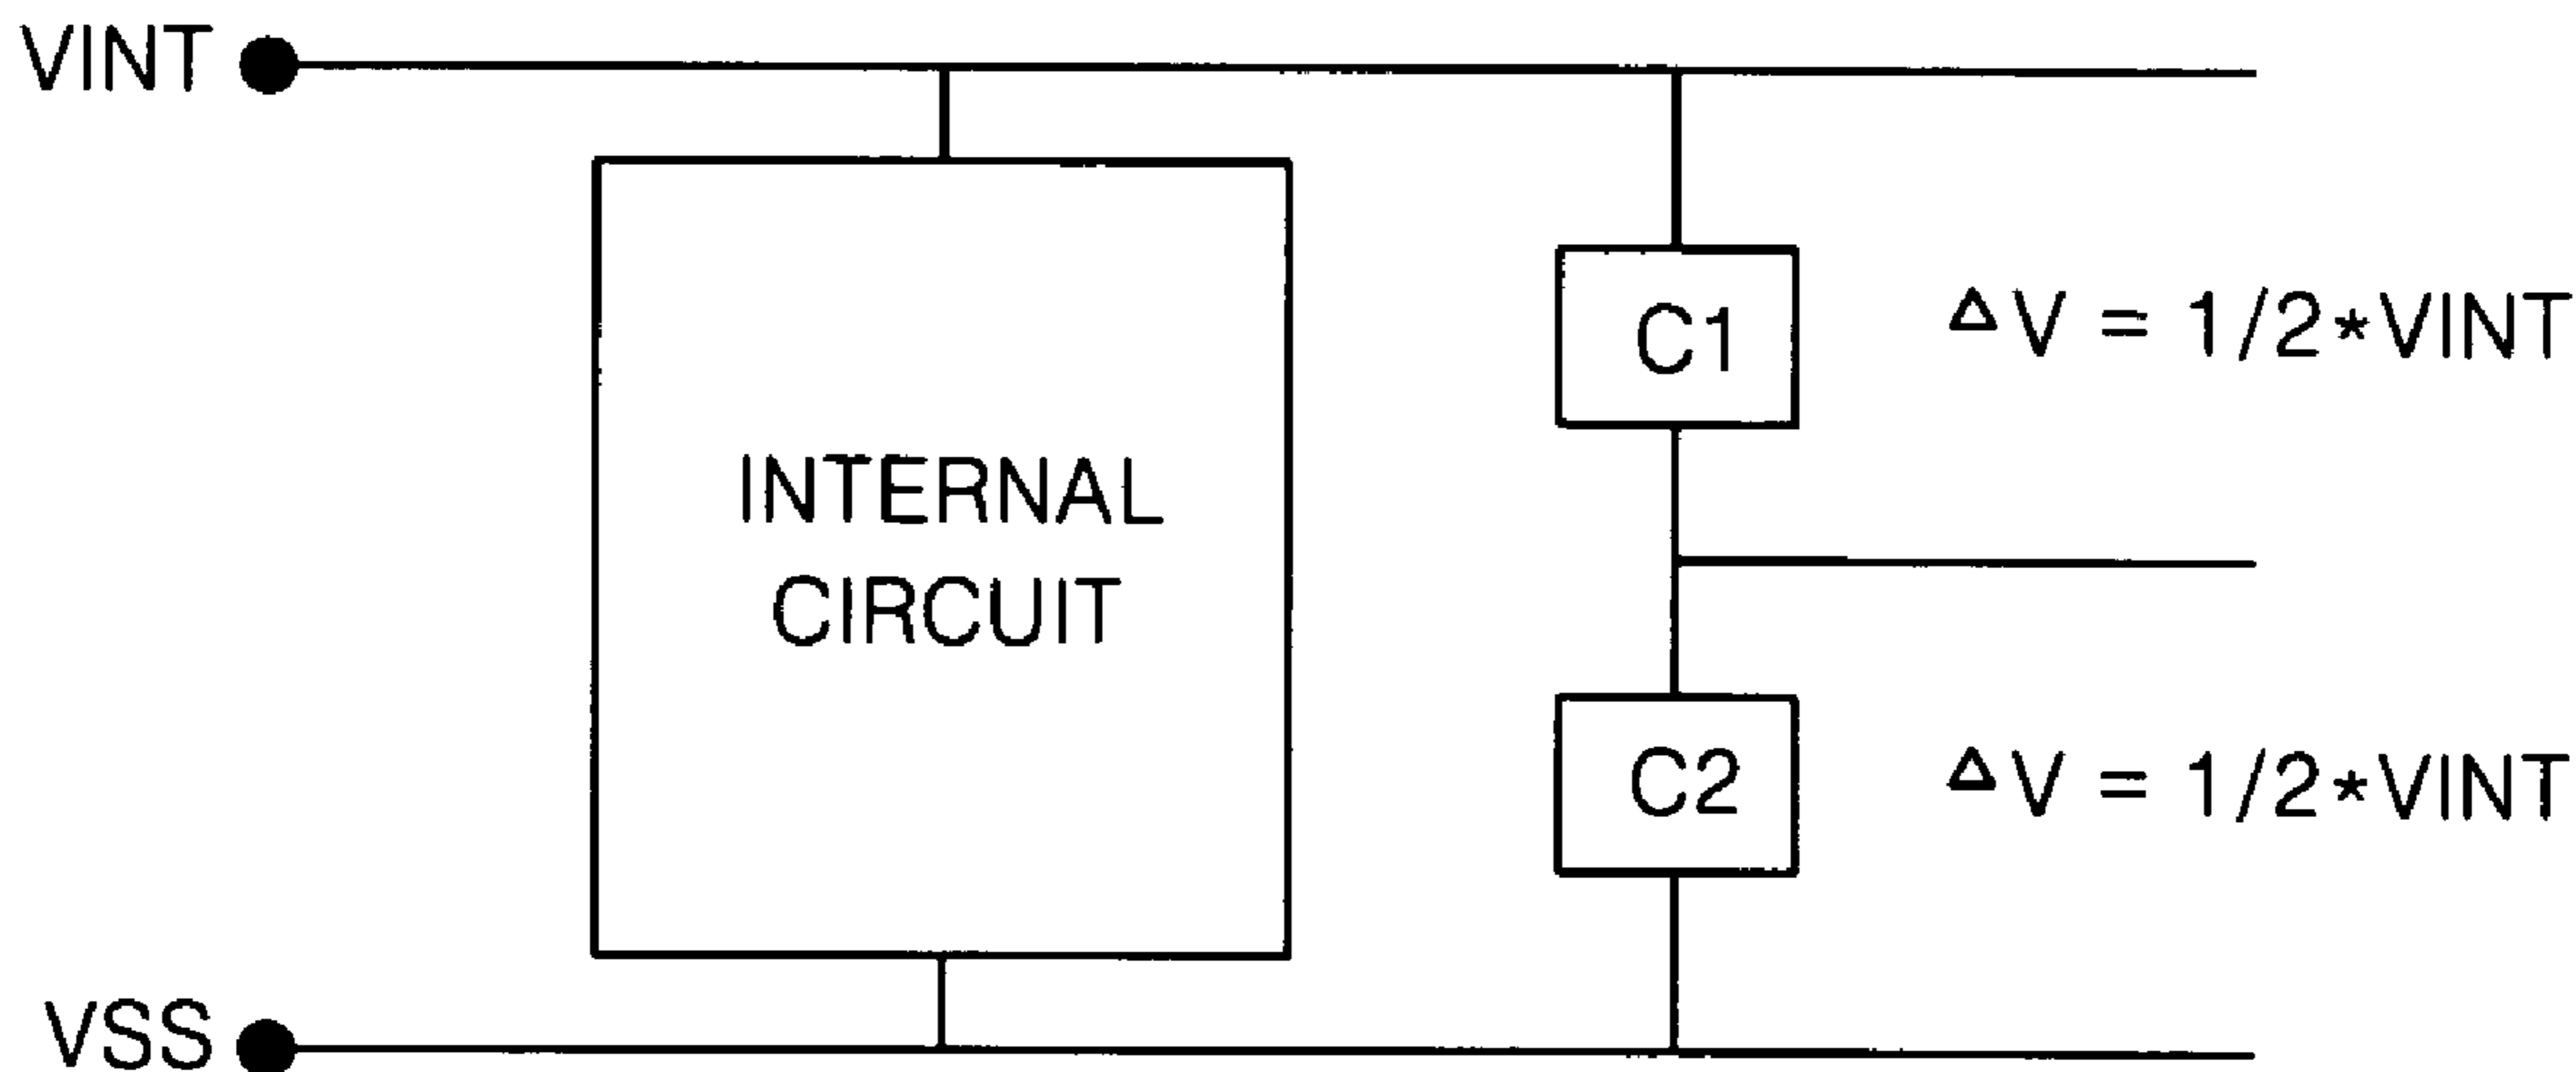 VINT
C1
ΔV = 1/2*VINT
INTERNAL
CIRCUIT
C2
ΔV = 1/2*VINT
VSS